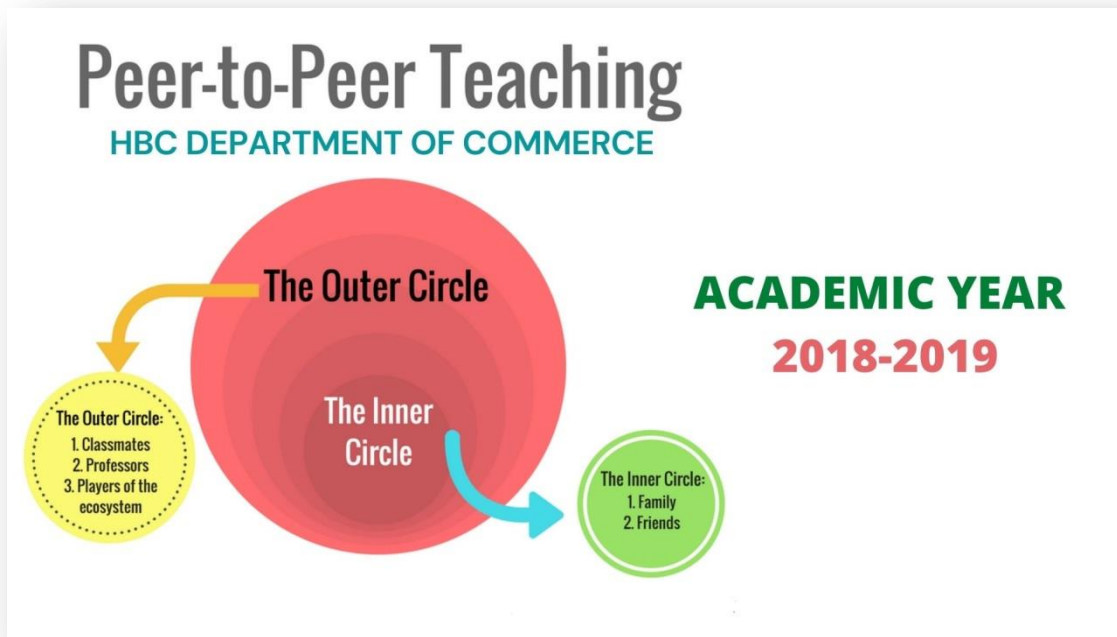 Peer-to-Peer Teaching
HBC DEPARTMENT OF COMMERCE
The Outer Circle
The Inner
Circle
The Outer Circle:
1. Classmates
2. Professors
3. Players of the
ecosystem
The Inner Circle:
1. Family
2. Friends
ACADEMIC YEAR
2018-2019